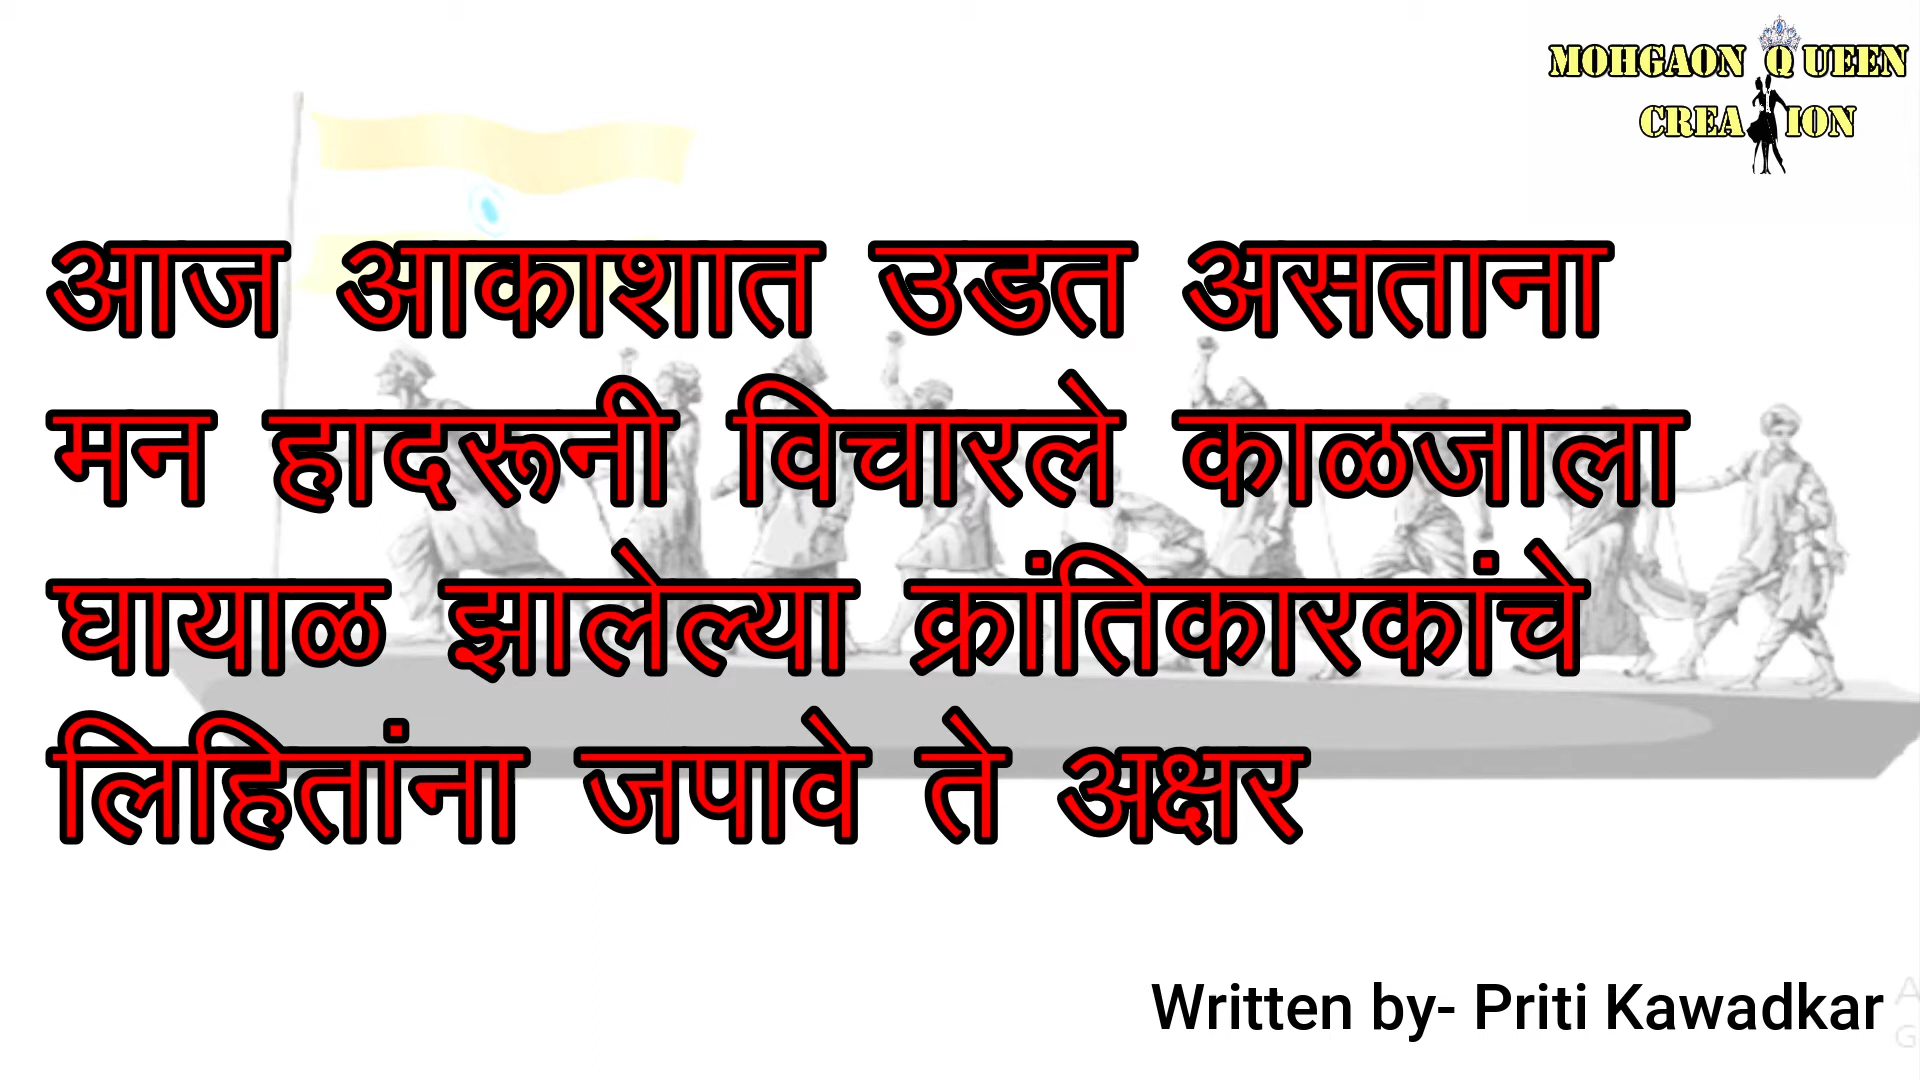 MOHGAON QUEEN
CREATION
आज आकाशात उडत असताना
मन हादरूनी विचारले काळजाला
घायाळ झालेल्या क्रांतिकारकांचे
लिहितांना जपावे ते अक्षर
Written by- Priti Kawadkar